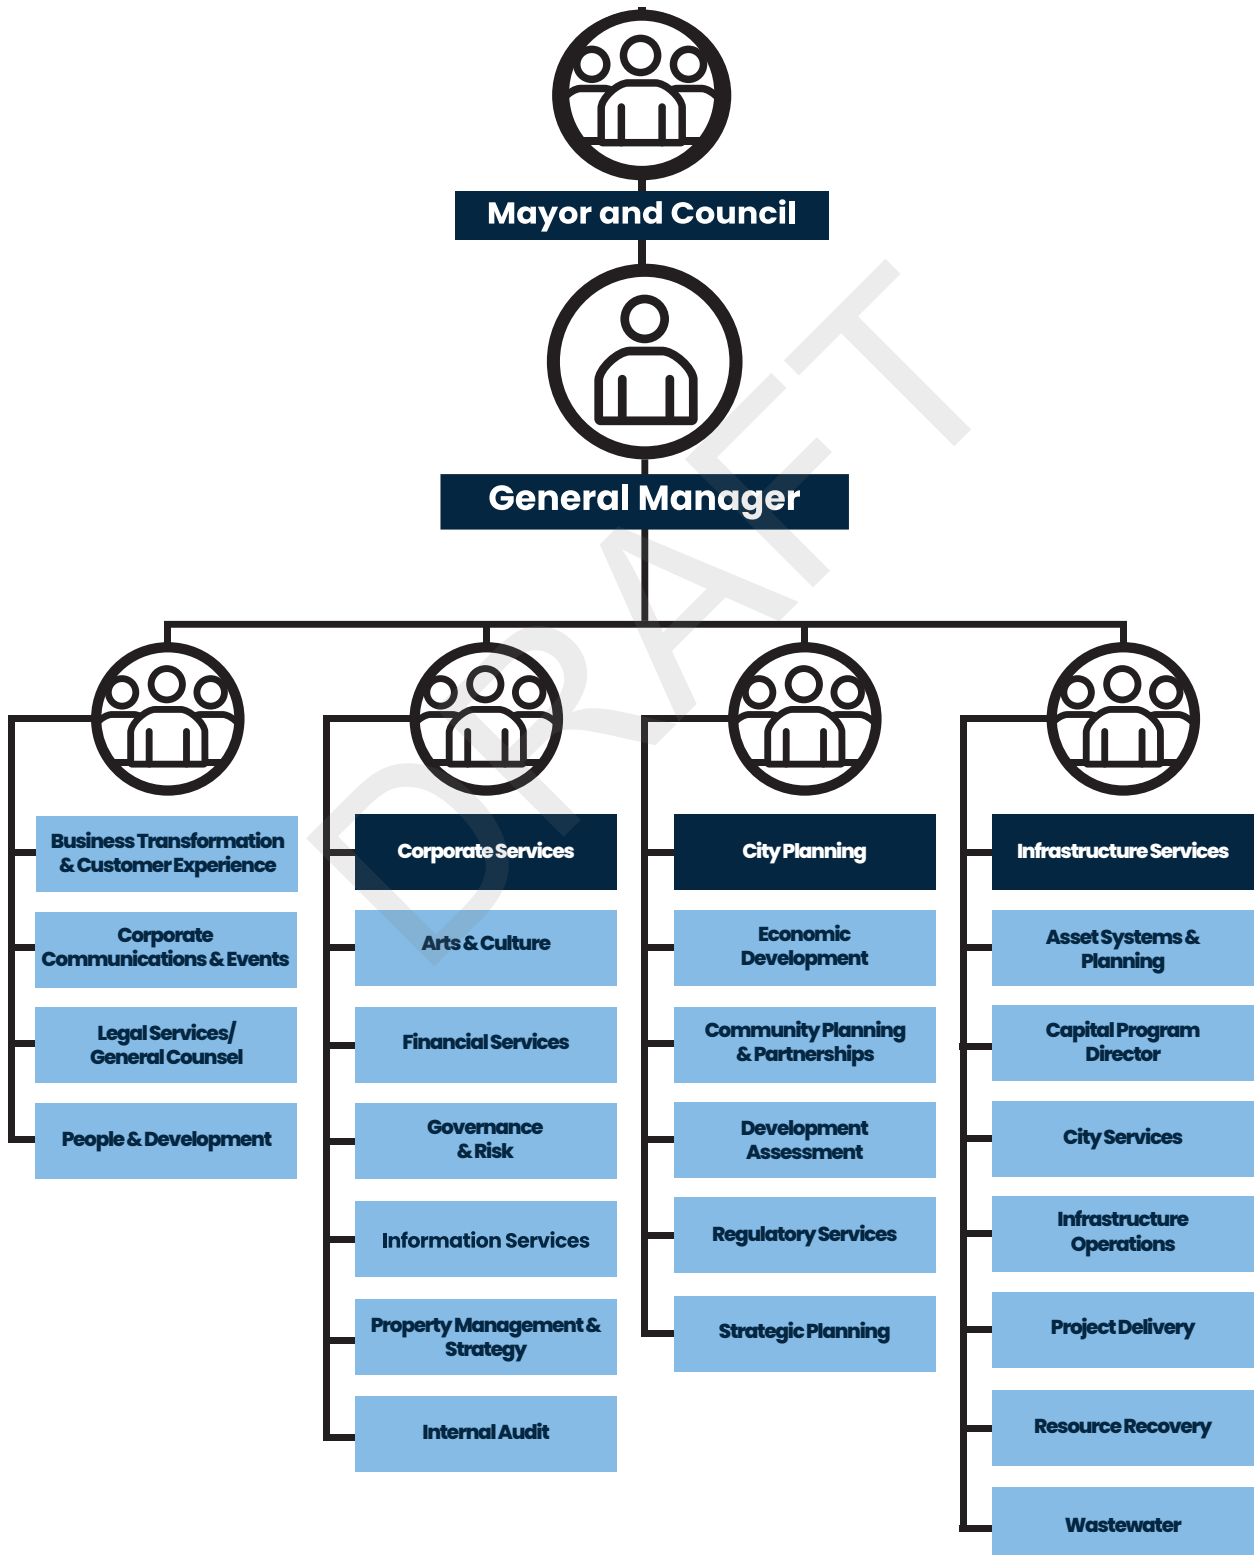 Mayor and Council
General Manager
DRAFT
Business Transformation
& Customer Experience
Corporate
Communications & Events
Legal Services/
General Counsel
People & Development
Corporate Services
Arts & Culture
Financial Services
Governance
& Risk
Information Services
Property Management &
Strategy
Internal Audit
City Planning
Economic
Development
Community Planning
& Partnerships
Development
Assessment
Regulatory Services
Strategic Planning
Infrastructure Services
Asset Systems &
Planning
Capital Program
Director
City Services
Infrastructure
Operations
Project Delivery
Resource Recovery
Wastewater